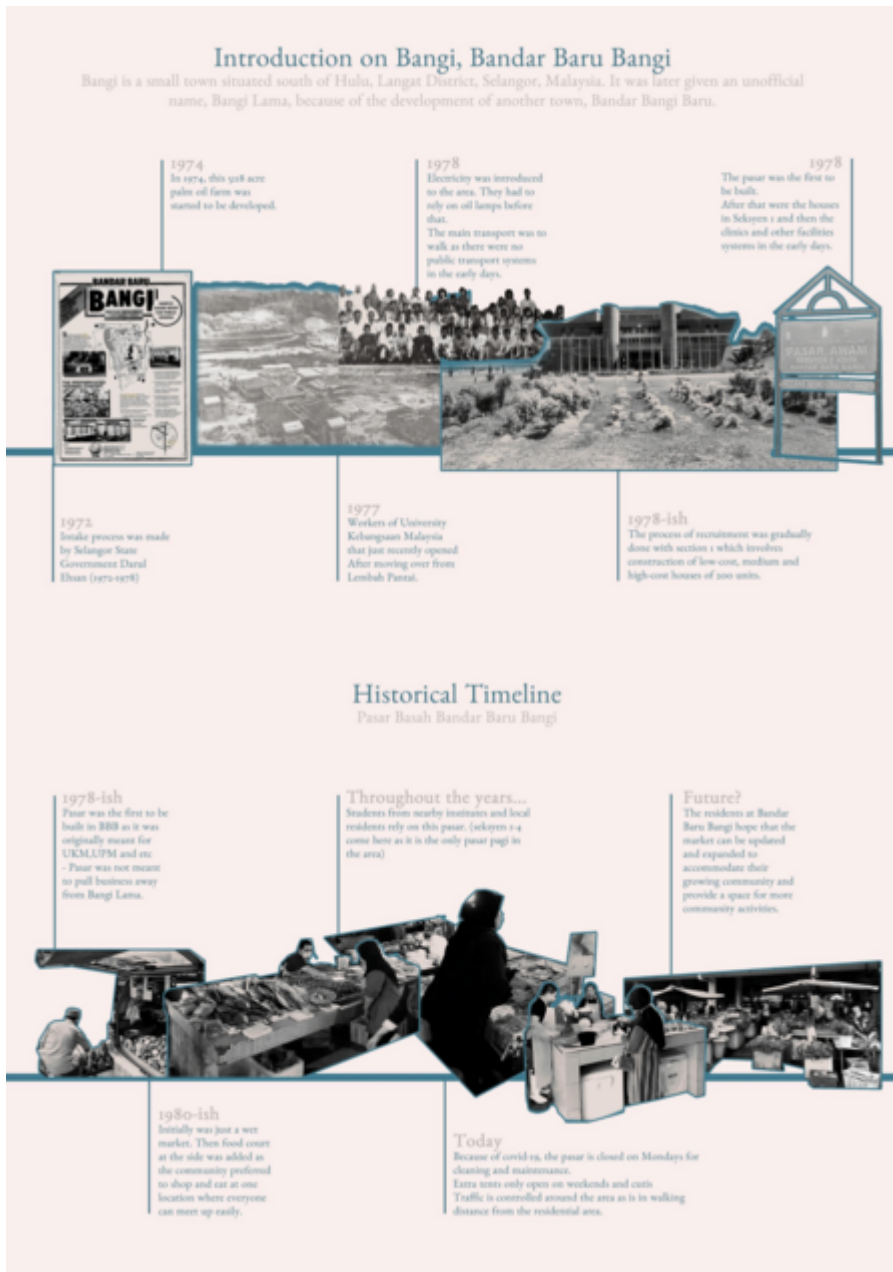 Introduction on Bangi, Bandar Baru Bangi
Bangi is a small town situated south of Hulu, Langat District, Selangor, Malaysia. It was later given an unofficial
name, Bangi Lama, because of the development of another town, Bandar Bangi Baru.
1974
In 1974, this 5118 acre
palm oil farm was
started to be developed.
1978
Electricity was introduced
to the area. They had to
rely on oil lamps before
that.
The main transport was to
walk as there were no
public transport systems
in the early days.
1978
The pasar was the first to
be built.
After that were the houses
in Seksyen 1 and then the
clinics and other facilities
systems in the early days.
BANDAR BARU
BANGI
PASAR AWAM
1972
Intake process was made
by Selangor State
Government Darul
Ehsan (1972-1978)
1977
Workers of University
Kebangsaan Malaysia
that just recently opened
After moving over from
Lembah Pantai.
1978-ish
The process of recruitment was gradually
done with section 1 which involves
construction of low-cost, medium and
high-cost houses of 200 units.
Historical Timeline
Pasar Basah Bandar Baru Bangi
1978-ish
Pasar was the first to be
built in BBB as it was
originally meant for
UKM,UPM and etc
- Pasar was not meant
to pull business away
from Bangi Lama.
Throughout the years...
Students from nearby institutes and local
residents rely on this pasar. (seksyen 1-4
come here as it is the only pasar pagi in
the area)
Future?
The residents at Bandar
Baru Bangi hope that the
market can be updated
and expanded to
accommodate their
growing community and
provide a space for more
community activities.
1980-ish
Initially was just a wet
market. Then food court
at the side was added as
the community preferred
to shop and eat at one
location where everyone
can meet up easily.
Today
Because of covid-19, the pasar is closed on Mondays for
cleaning and maintenance.
Extra tents only open on weekends and cutis
Traffic is controlled around the area as is in walking
distance from the residential area.